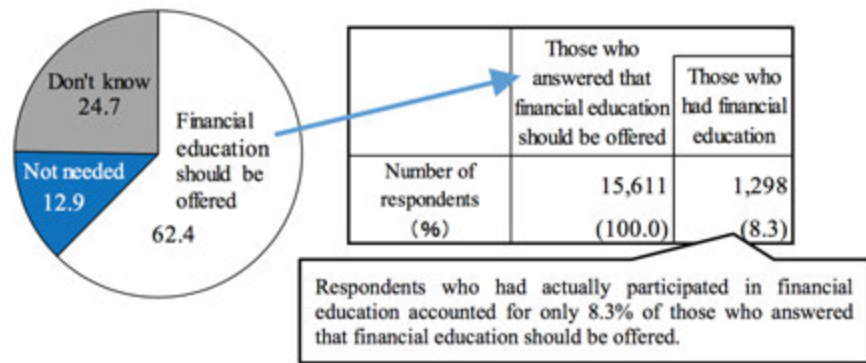 Don't know
24.7
Not needed
12.9
Financial
education
should be
offered
62.4
Those who
answered that
financial education
should be offered
Those who
had financial
education
Number of
respondents
(%)
15,611
1,298
(100.0)
(8.3)
Respondents who had actually participated in financial
education accounted for only 8.3% of those who answered
that financial education should be offered.